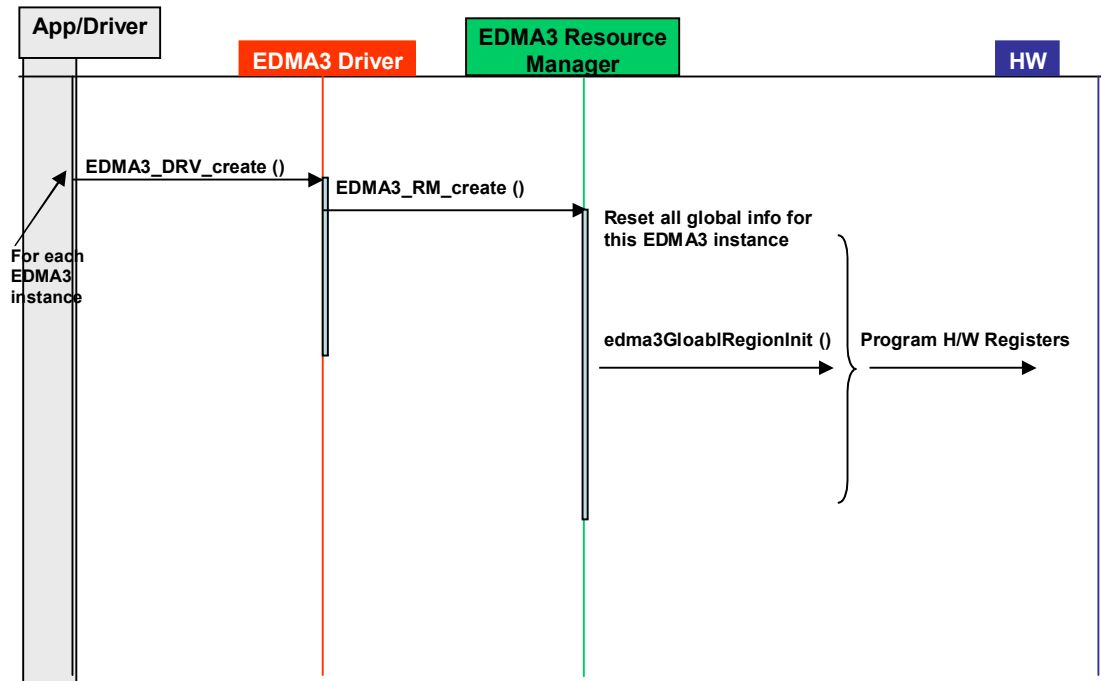 App/Driver
EDMA3 Driver
EDMA3 Resource
Manager
HW
EDMA3_DRV_create ()
EDMA3_RM_create ()
Reset all global info for
this EDMA3 instance
For each
EDMA3
instance
edma3GloablRegionInit ()
Program H/W Registers